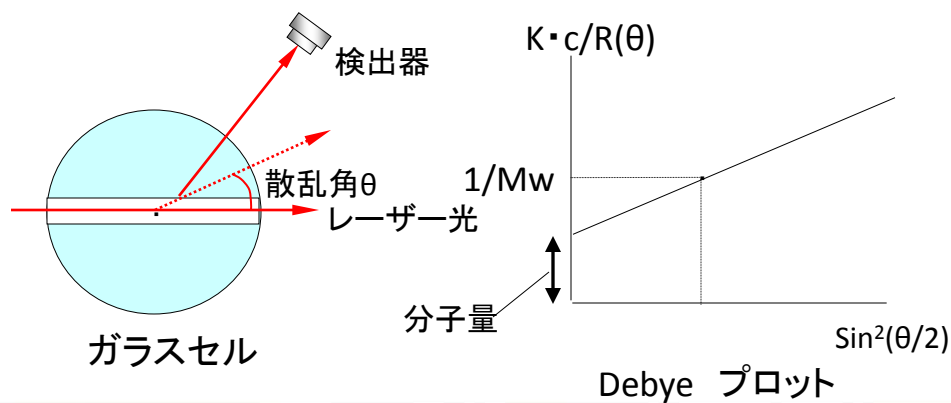 検出器
散乱角θ
レーザー光
ガラスセル
K・c/R(θ)
1/Mw
分子量
Sin²(θ/2)
Debye プロット